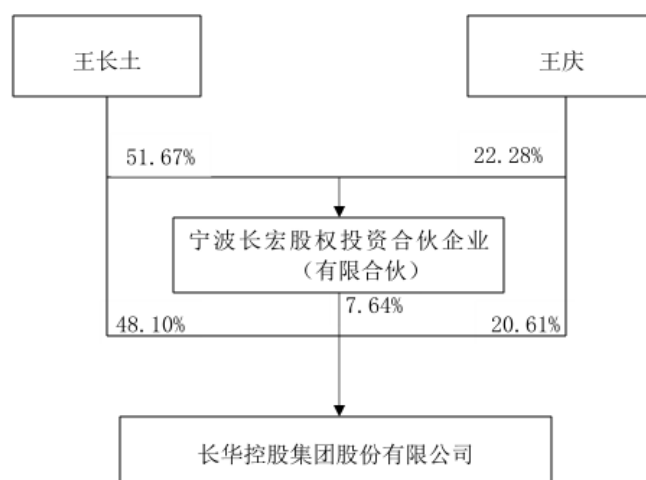 王长土
王庆
51.67%
22.28%
宁波长宏股权投资合伙企业
（有限合伙）
7.64%
48.10%
20.61%
长华控股集团股份有限公司